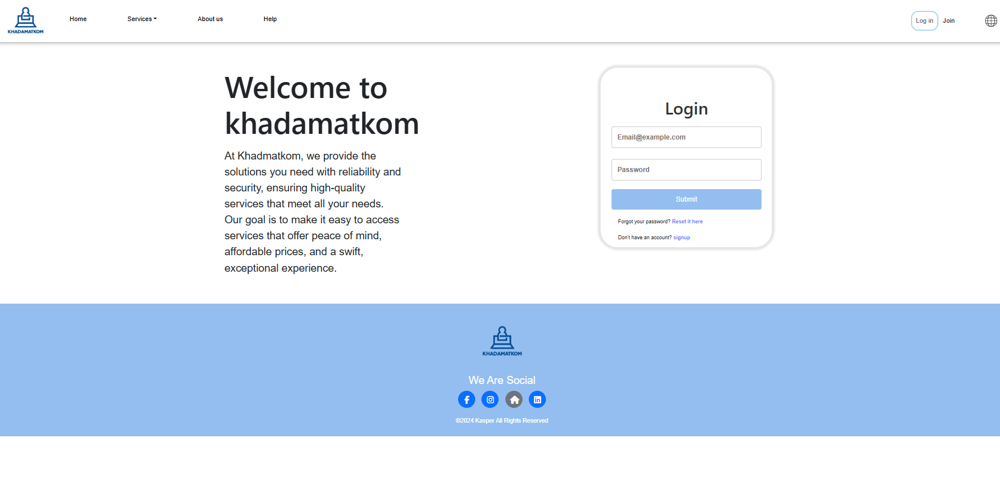 KHADAMATKOM
Home
Services
About us
Help
Log in
Join
Welcome to
khadamatkom
At Khadmatkom, we provide the
solutions you need with reliability and
security, ensuring high-quality
services that meet all your needs.
Our goal is to make it easy to access
services that offer peace of mind,
affordable prices, and a swift,
exceptional experience.
Login
Email@example.com
Password
Submit
Forgot your password? Reset it here
Don't have an account? signup
KHADAMATKOM
We Are Social
©2024 Kasper All Rights Reserved